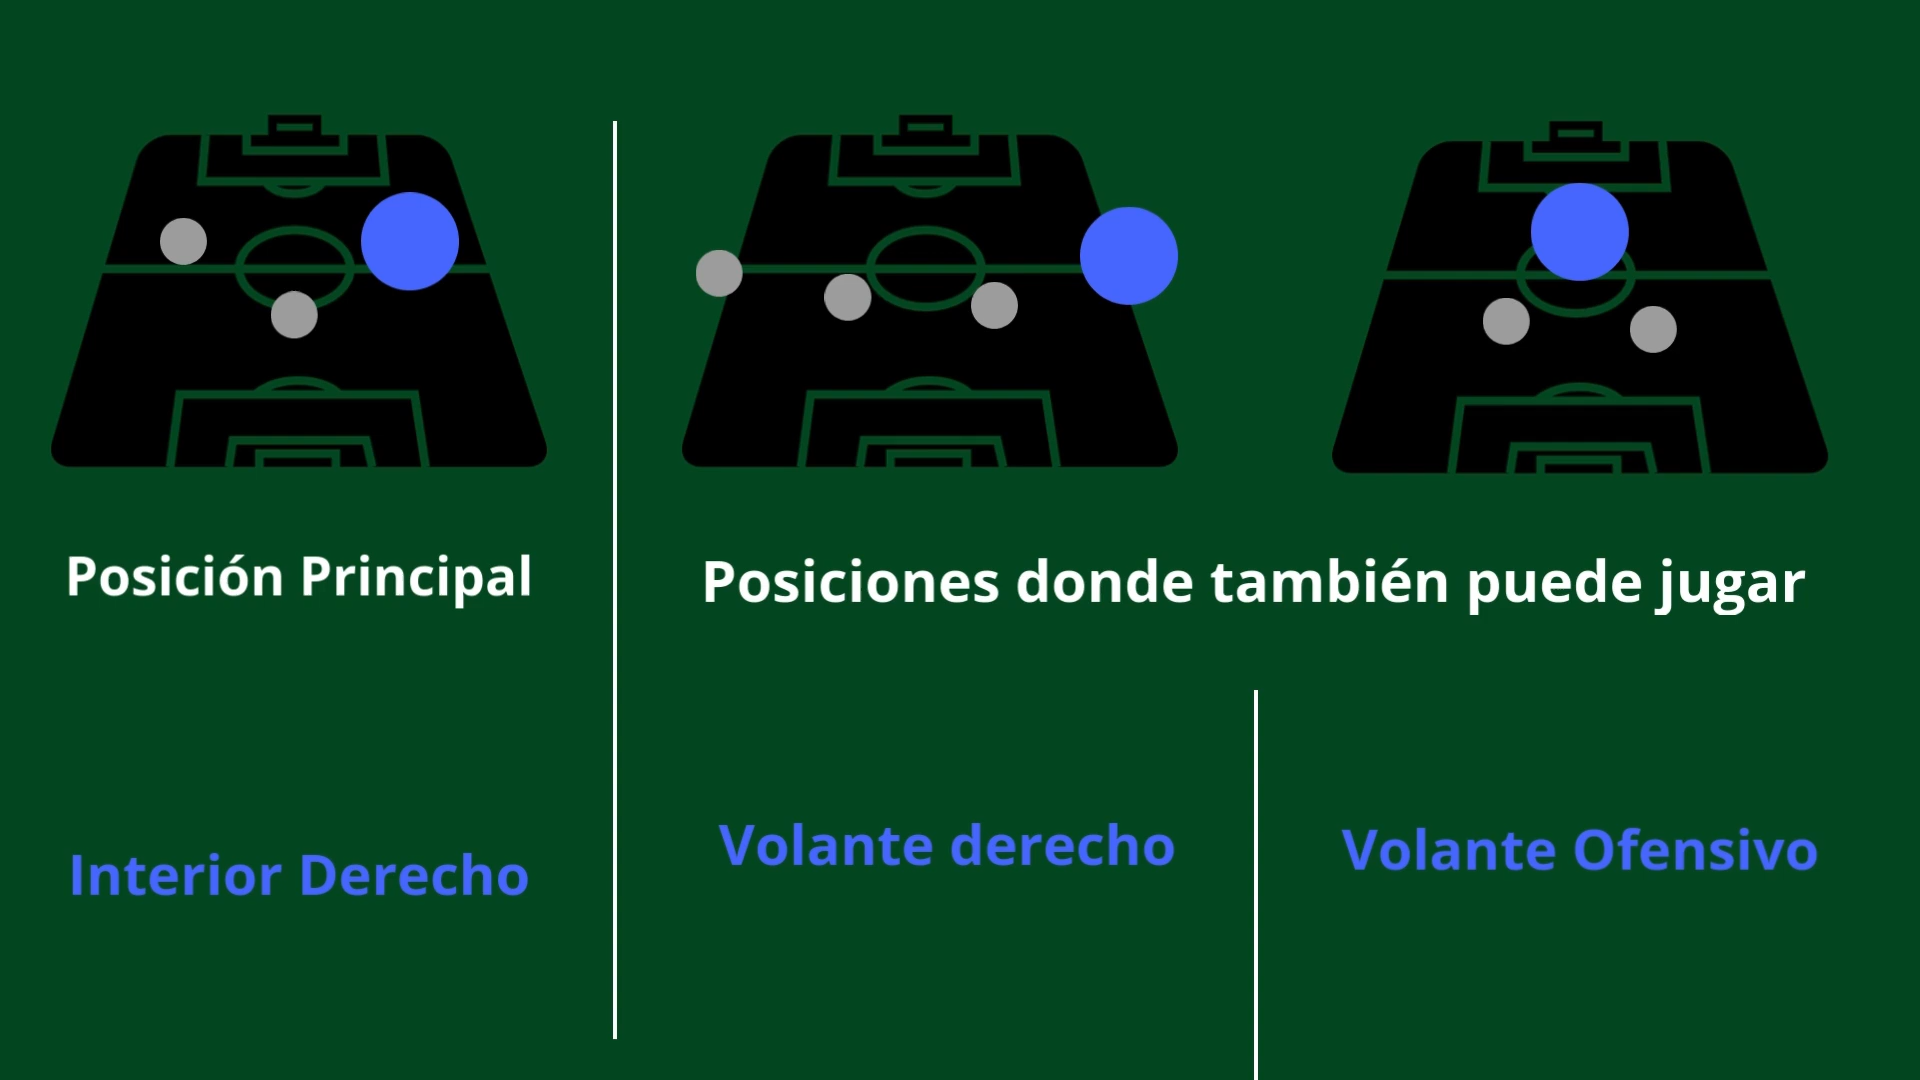 Posición Principal
Posiciones donde también puede jugar
Interior Derecho
Volante derecho
Volante Ofensivo